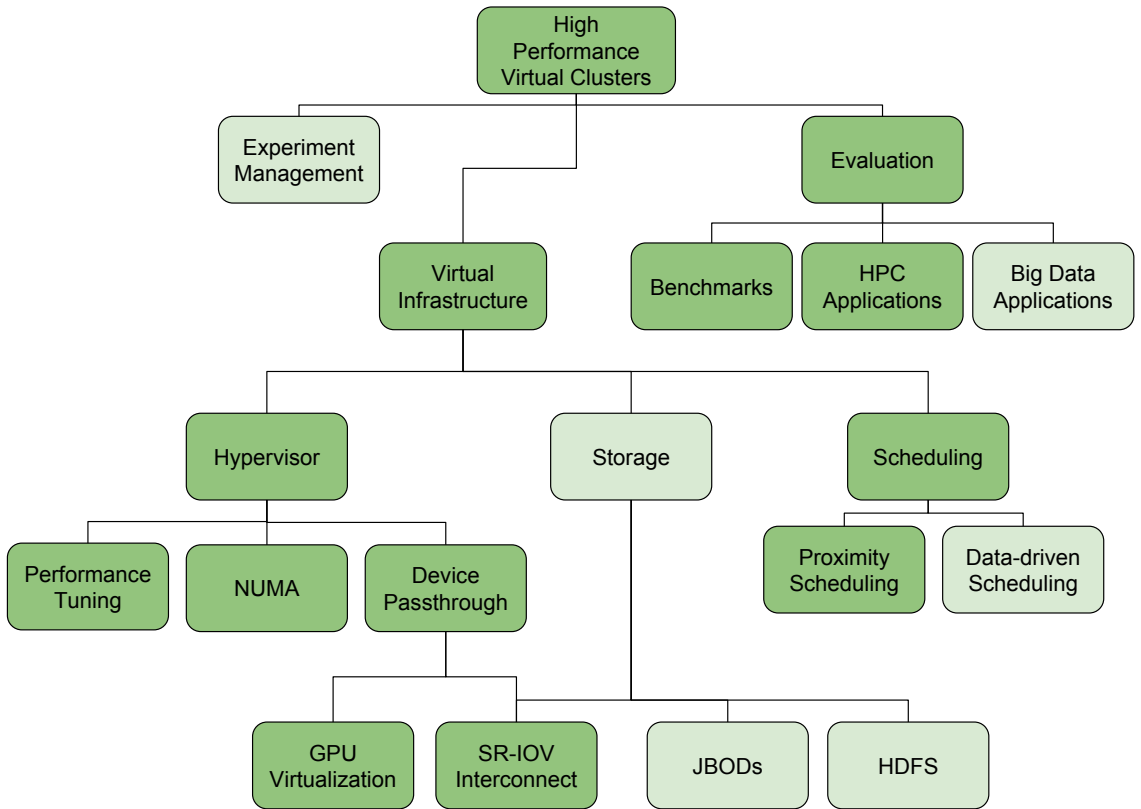 High
Performance
Virtual Clusters
Experiment
Management
Evaluation
Virtual
Infrastructure
Benchmarks
HPC
Applications
Big Data
Applications
Hypervisor
Storage
Scheduling
Performance
Tuning
NUMA
Device
Passthrough
Proximity
Scheduling
Data-driven
Scheduling
GPU
Virtualization
SR-IOV
Interconnect
JBODs
HDFS